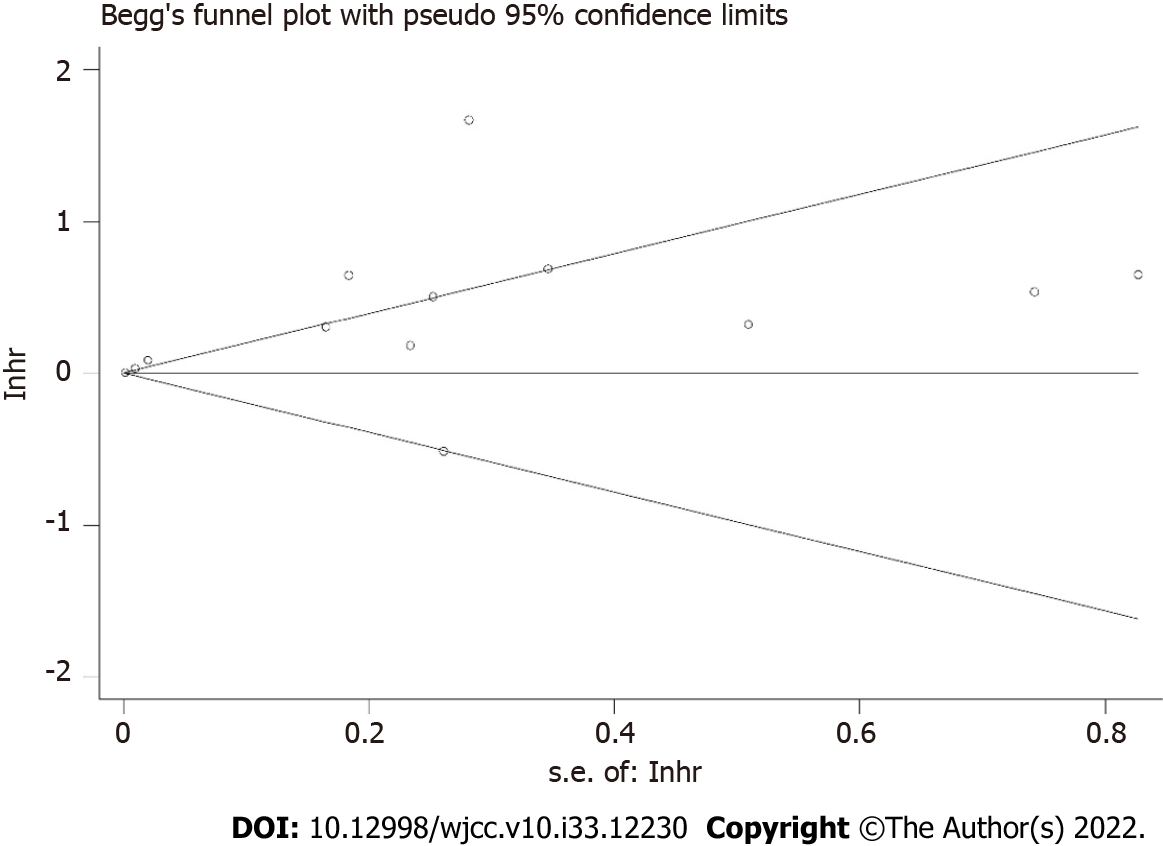 Begg's funnel plot with pseudo 95% confidence limits
2
1
0
-1
-2
lnhr
0
0.2
0.4
0.6
0.8
s.e. of: lnhr
DOI: 10.12998/wjcc.v10.i33.12230 Copyright ©The Author(s) 2022.